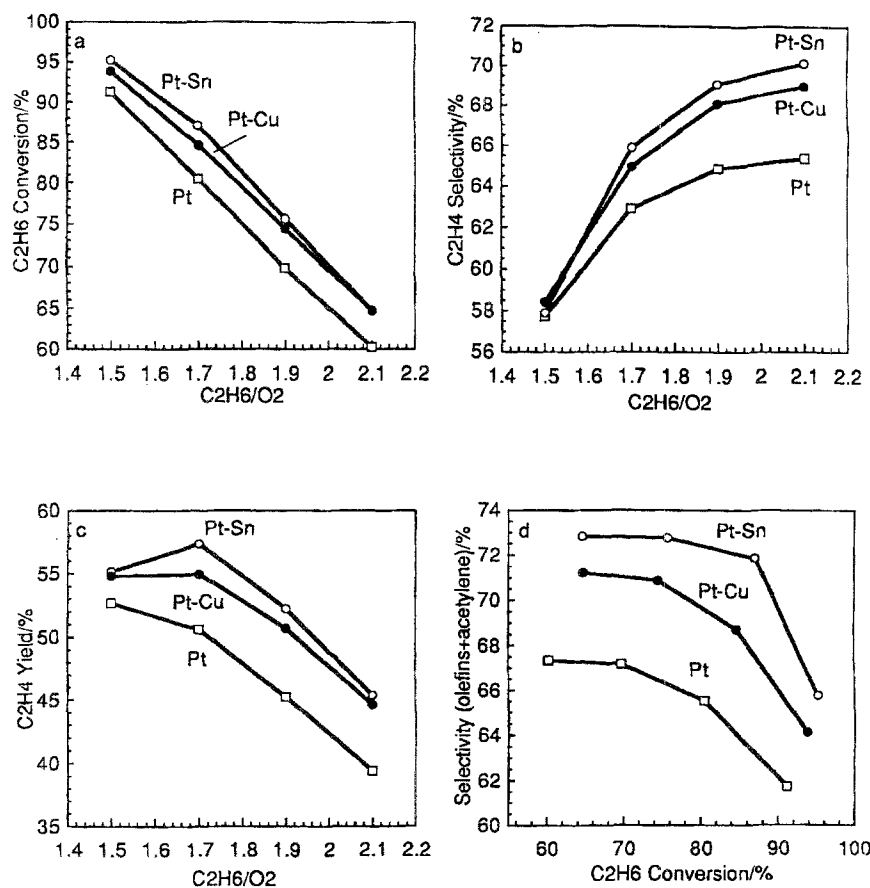 a
100
95
90
85
80
75
70
65
60
C2H6 Conversion/%
Pt-Sn
Pt-Cu
Pt
1.4 1.5 1.6 1.7 1.8 1.9 2 2.1 2.2
C2H6/O2
b
72
70
68
66
64
62
60
58
56
C2H4 Selectivity/%
Pt-Sn
Pt-Cu
Pt
1.4 1.5 1.6 1.7 1.8 1.9 2 2.1 2.2
C2H6/O2
c
60
55
50
45
40
35
C2H4 Yield/%
Pt-Sn
Pt-Cu
Pt
1.4 1.5 1.6 1.7 1.8 1.9 2 2.1 2.2
C2H6/O2
d
74
72
70
68
66
64
62
60
Selectivity (olefins+acetylene)/%
Pt-Sn
Pt-Cu
Pt
60 70 80 90 100
C2H6 Conversion/%